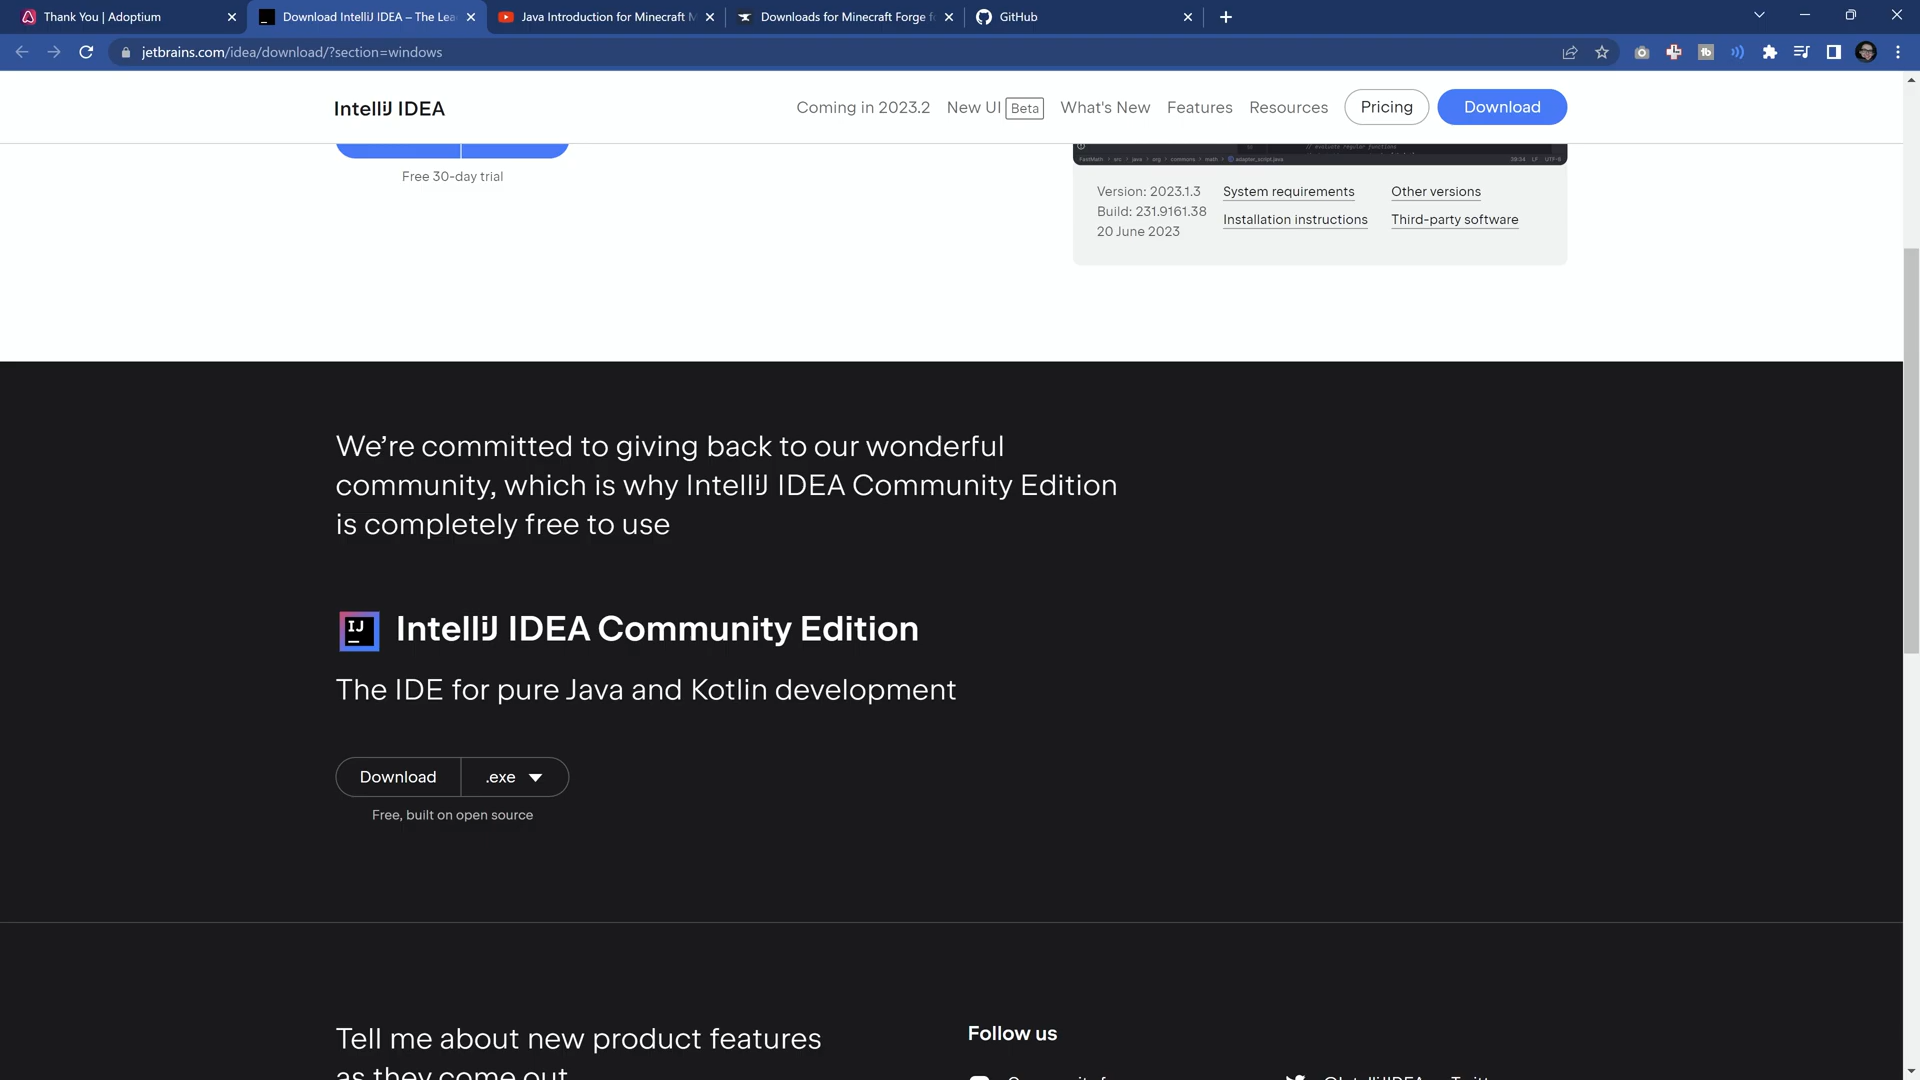 Thank You | Adoptium
Download IntelliJ IDEA – The Lea
Java Introduction for Minecraft M
Downloads for Minecraft Forge f
GitHub
jetbrains.com/idea/download/?section=windows
IntelliJ IDEA
Coming in 2023.2
New UI Beta
What's New
Features
Resources
Pricing
Download
Free 30-day trial
Version: 2023.1.3
Build: 231.9161.38
20 June 2023
System requirements
Installation instructions
Other versions
Third-party software
We're committed to giving back to our wonderful
community, which is why IntelliJ IDEA Community Edition
is completely free to use
IJ
IntelliJ IDEA Community Edition
The IDE for pure Java and Kotlin development
Download
.exe
Free, built on open source
Tell me about new product features
as they come out
Follow us